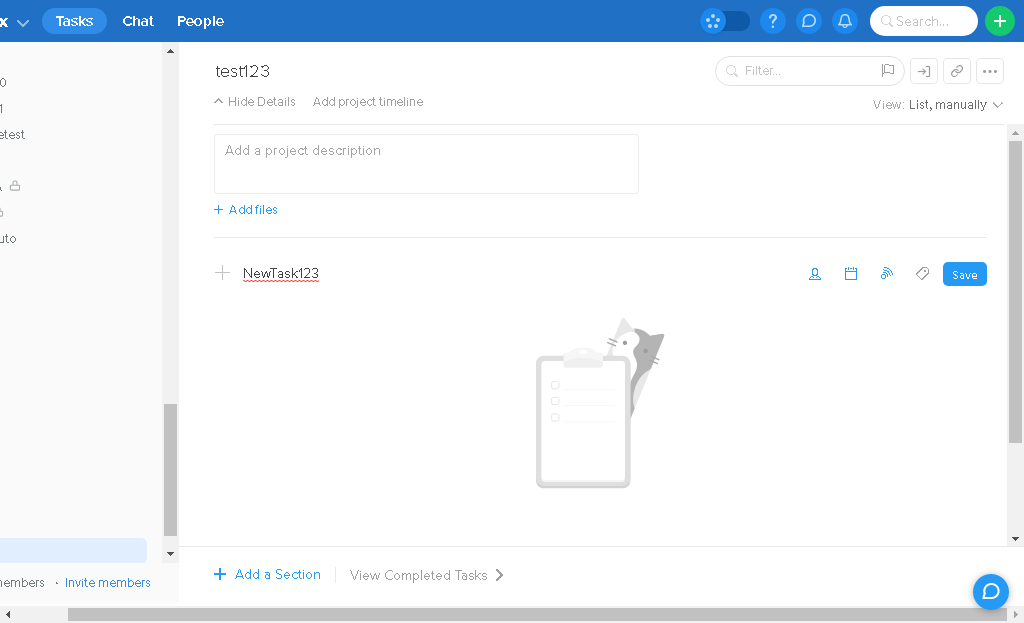 x Tasks Chat People ? Search...
0
1
etest
uto
embers · Invite members
test123
Filter...
Hide Details Add project timeline
View: List, manually
Add a project description
+ Add files
NewTask123
Save
+ Add a Section View Completed Tasks